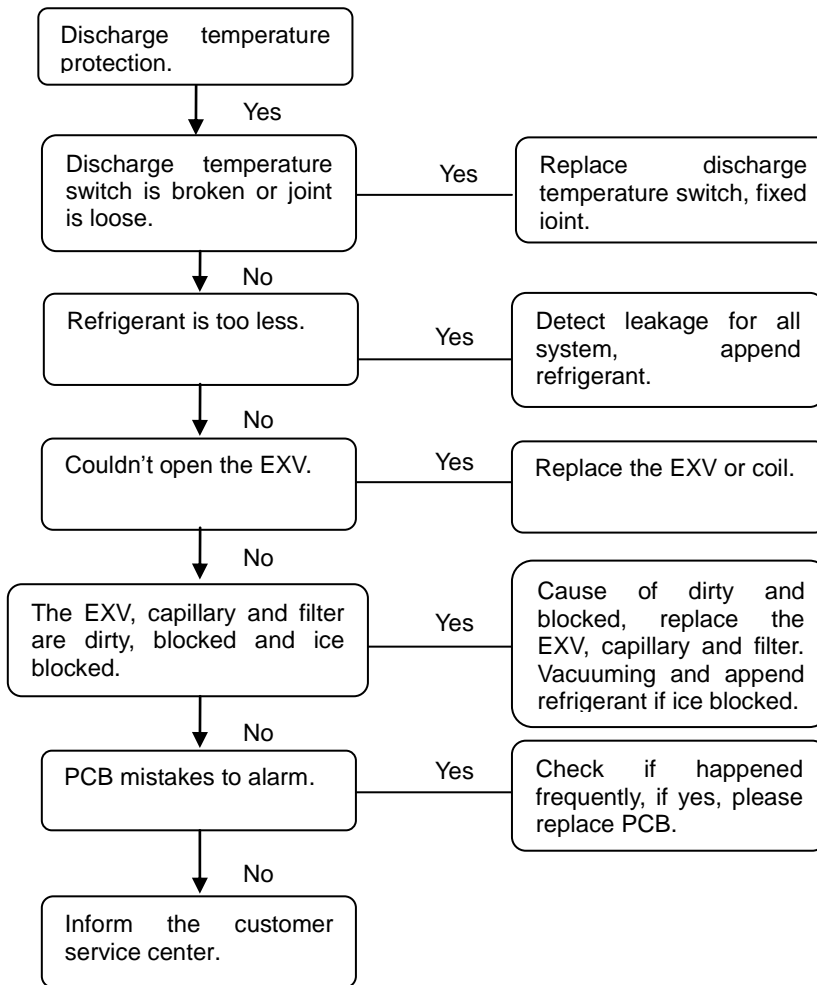 Discharge temperature
protection.
Yes
Discharge temperature
switch is broken or joint
is loose.
Yes
Replace discharge
temperature switch, fixed
joint.
No
Refrigerant is too less.
Yes
Detect leakage for all
system, append
refrigerant.
No
Couldn't open the EXV.
Yes
Replace the EXV or coil.
No
The EXV, capillary and filter
are dirty, blocked and ice
blocked.
Yes
Cause of dirty and
blocked, replace the
EXV, capillary and filter.
Vacuuming and append
refrigerant if ice blocked.
No
PCB mistakes to alarm.
Yes
Check if happened
frequently, if yes, please
replace PCB.
No
Inform the customer
service center.